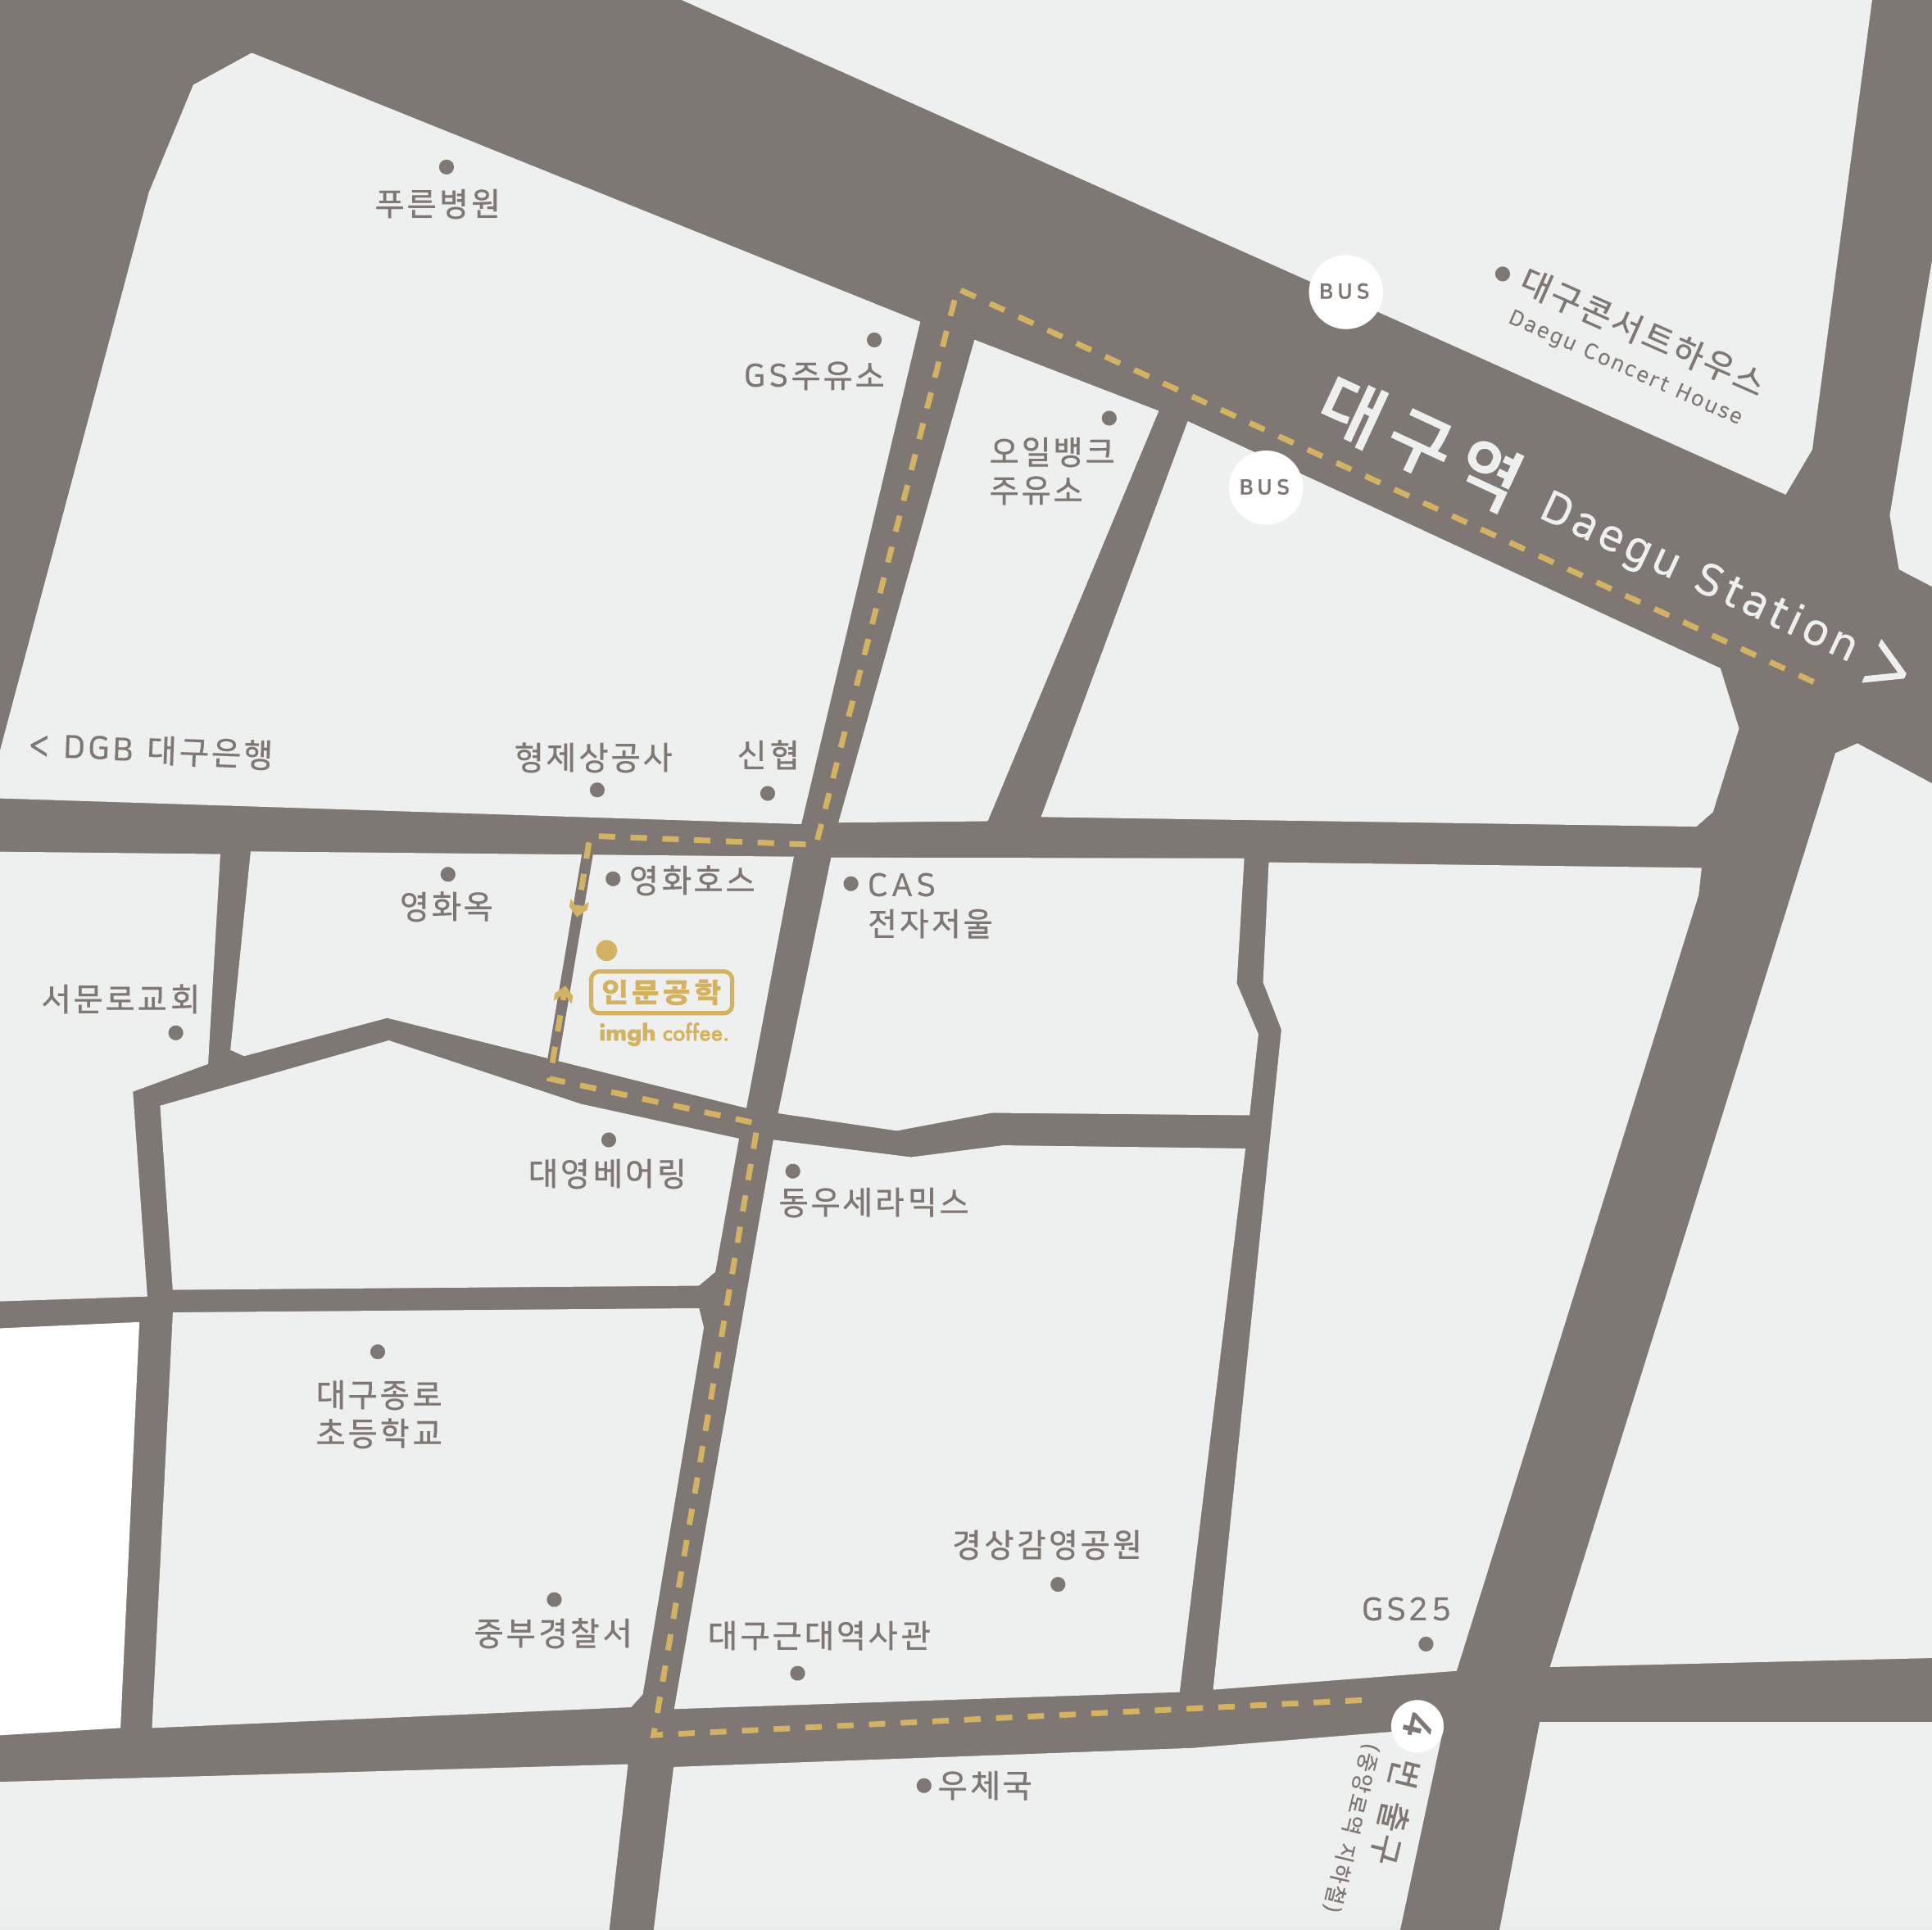 푸른병원
BUS
대구콘서트하우스
Daegu Concert House
GS주유소
오일뱅크
주유소
BUS
대구역 Daegu Station >
< DGB 대구은행
형제상공사
신협
영화옥
영화호스
CAS
전자저울
서문로교회
인문공학
imgh coffee.
대영베어링
동우세라믹스
대구종로
초등학교
경상감영공원
중부경찰서
대구근대역사관
GS25
우체국
4
번 출구
(중앙로역 지하철)